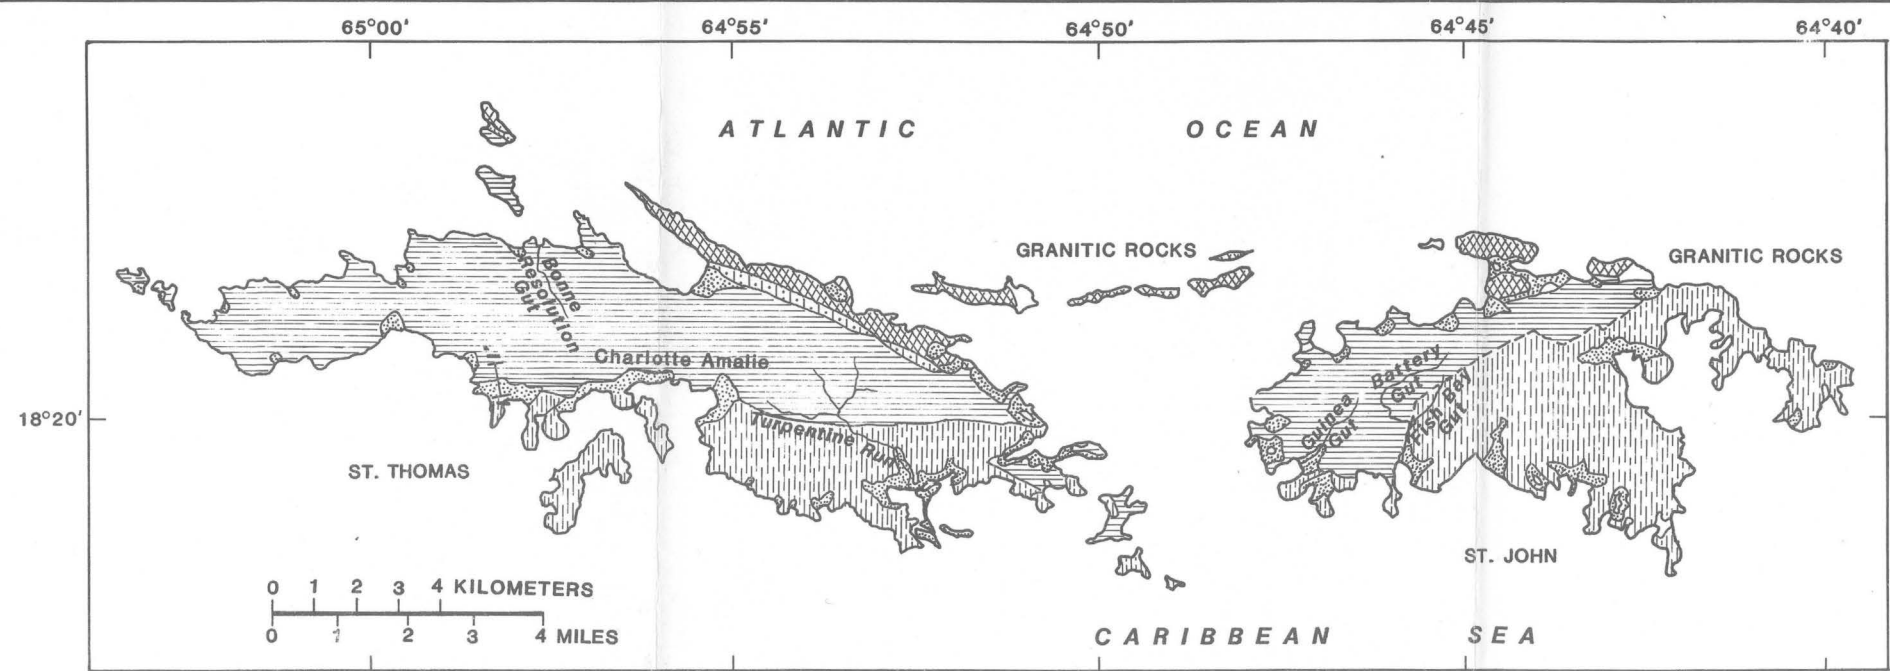 65°00' 64°55' 64°50' 64°45' 64°40'
ATLANTIC OCEAN
GRANITIC ROCKS
GRANITIC ROCKS
Bonne
Resolution
Gut
Charlotte Amalie
Battery
Gut
Fish Bay
Gut
Guinea
Gut
18°20'
Turpentine Run
ST. THOMAS
ST. JOHN
0 1 2 3 4 KILOMETERS
0 1 2 3 4 MILES
CARIBBEAN SEA